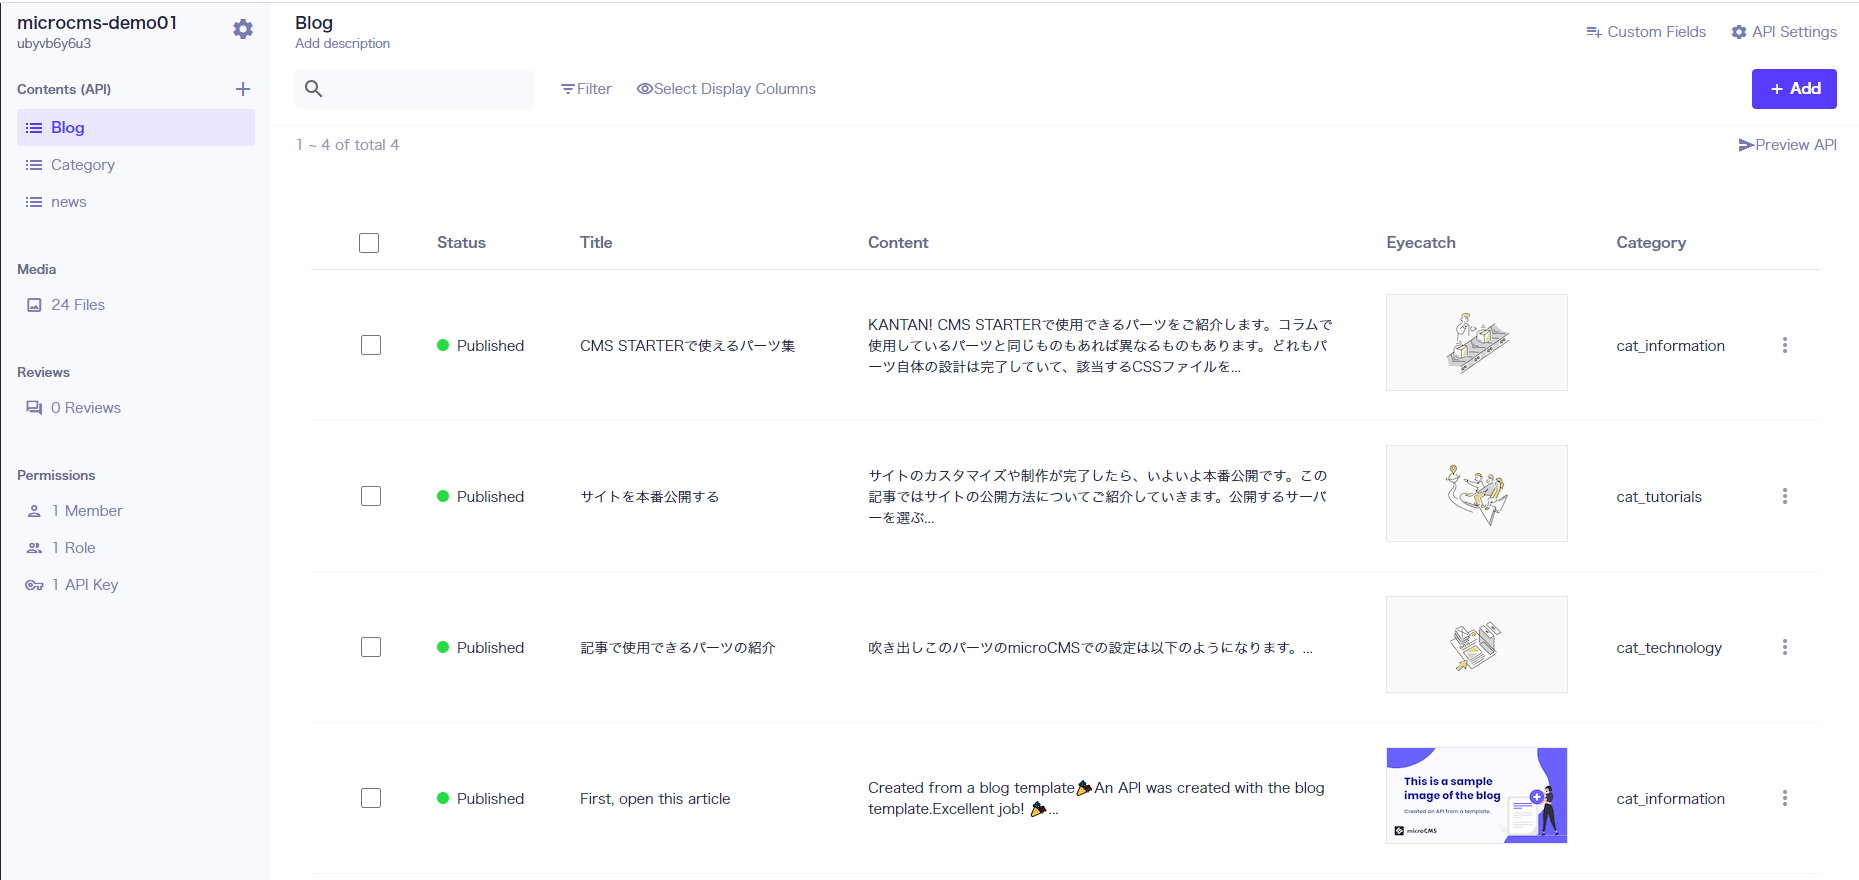 microcms-demo01
ubyvb6y6u3
Contents (API)
Blog
Category
news
Media
24 Files
Reviews
0 Reviews
Permissions
1 Member
1 Role
1 API Key
Blog
Add description
Custom Fields
API Settings
Filter
Select Display Columns
+ Add
1 ~ 4 of total 4
Preview API
Status Title Content Eyecatch Category
Published
CMS STARTERで使えるパーツ集
KANTAN! CMS STARTERで使用できるパーツをご紹介します。コラムで
使用しているパーツと同じものもあれば異なるものもあります。どれもパ
ーツ自体の設計は完了していて、該当するCSSファイルを...
cat_information
Published
サイトを本番公開する
サイトのカスタマイズや制作が完了したら、いよいよ本番公開です。この
記事ではサイトの公開方法についてご紹介していきます。公開するサーバ
ーを選ぶ...
cat_tutorials
Published
記事で使用できるパーツの紹介
吹き出しこのパーツのmicroCMSでの設定は以下のようになります。...
cat_technology
Published
First, open this article
Created from a blog template🎉An API was created with the blog
template.Excellent job! 🎉...
This is a sample
image of the blog
Created an API from a template.
microCMS
cat_information